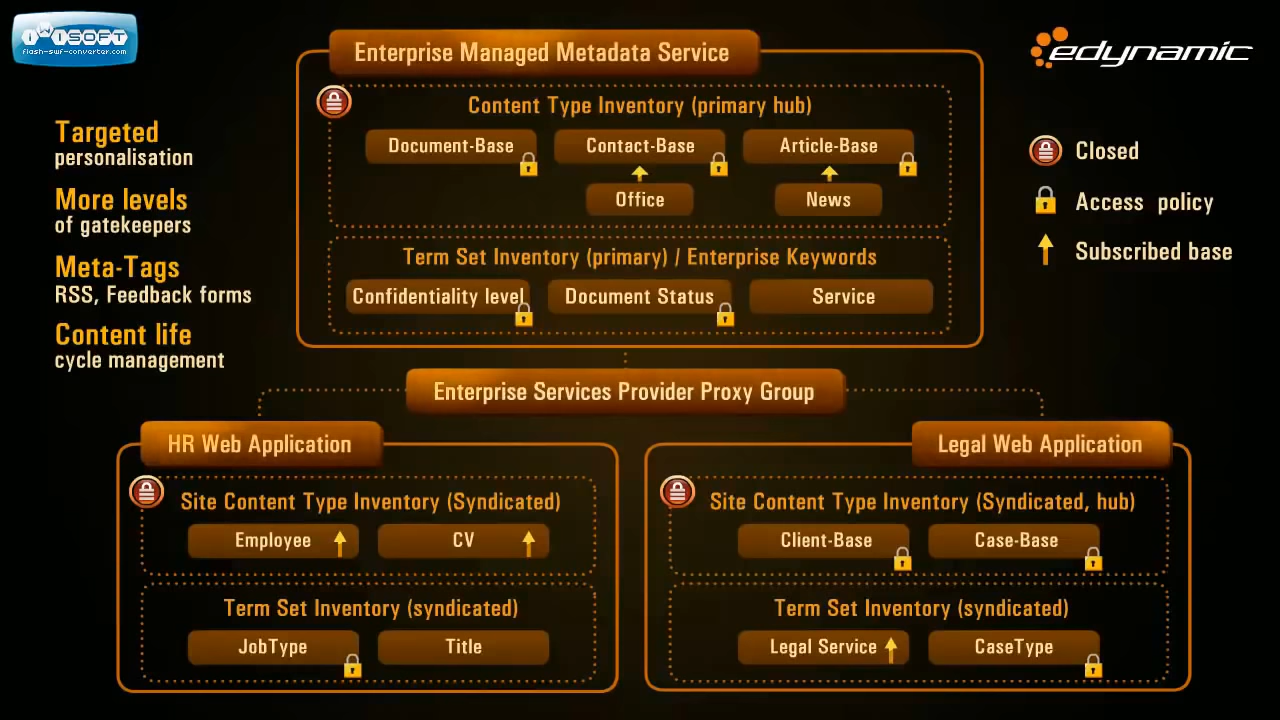 iWiSOFT
flash-swf-converter.com
Enterprise Managed Metadata Service
edynamic
Content Type Inventory (primary hub)
Document-Base
Contact-Base
Article-Base
Office
News
Term Set Inventory (primary) / Enterprise Keywords
Confidentiality level
Document Status
Service
Targeted
personalisation
More levels
of gatekeepers
Meta-Tags
RSS, Feedback forms
Content life
cycle management
Closed
Access policy
Subscribed base
Enterprise Services Provider Proxy Group
HR Web Application
Site Content Type Inventory (Syndicated)
Employee
CV
Term Set Inventory (syndicated)
JobType
Title
Legal Web Application
Site Content Type Inventory (Syndicated, hub)
Client-Base
Case-Base
Term Set Inventory (syndicated)
Legal Service
CaseType